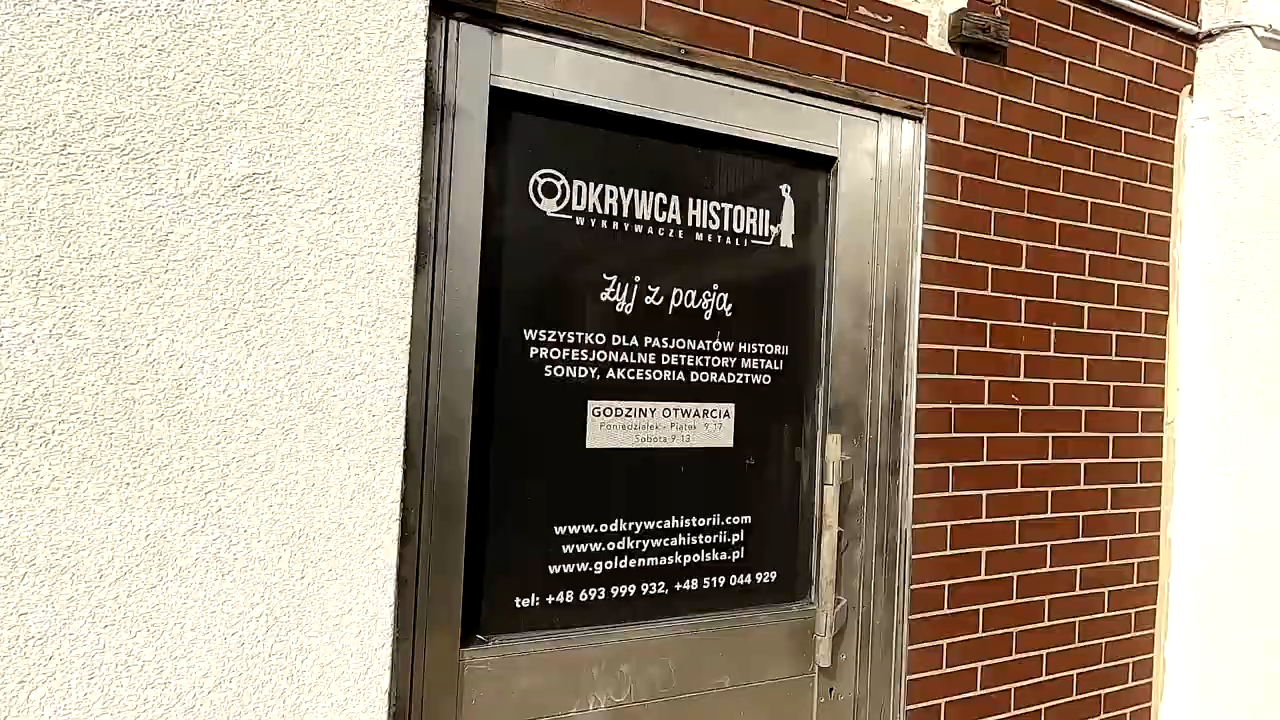 ODKRYWCA HISTORII
WYKRYWACZE METALI
Żyj z pasją
WSZYSTKO DLA PASJONATÓW HISTORII
PROFESJONALNE DETEKTORY METALI
SONDY, AKCESORIA DORADZTWO
GODZINY OTWARCIA
Poniedziałek - Piątek 9-17
Sobota 9-13
www.odkrywcahistorii.com
www.odkrywcahistorii.pl
www.goldenmaskpolska.pl
tel: +48 693 999 932, +48 519 044 929